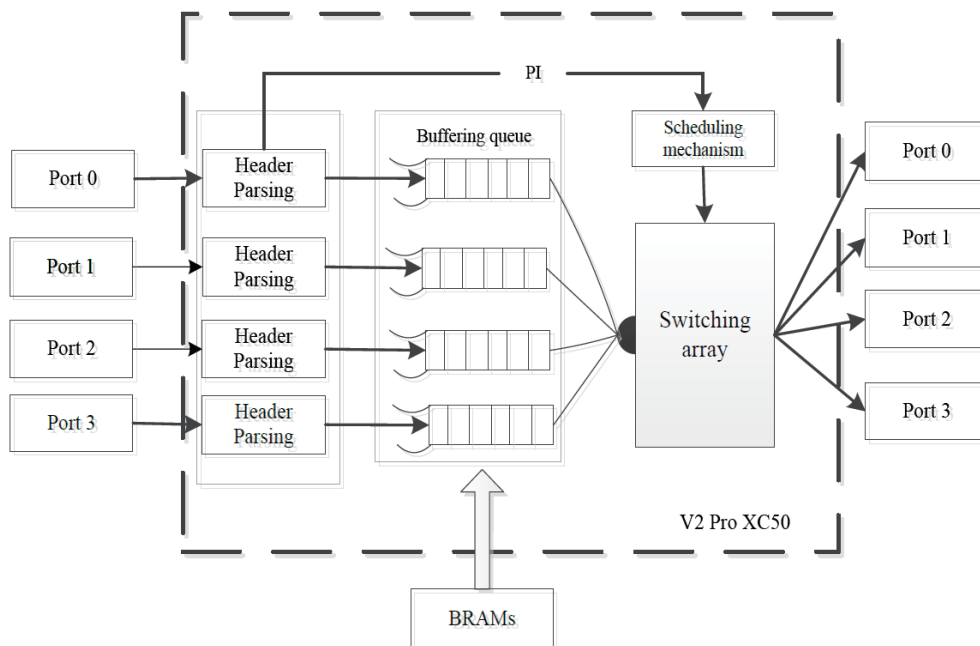 PI
Buffering queue
Scheduling
mechanism
Port 0
Header
Parsing
Port 0
Port 1
Header
Parsing
Port 1
Port 2
Header
Parsing
Switching
array
Port 2
Port 3
Header
Parsing
Port 3
V2 Pro XC50
BRAMs